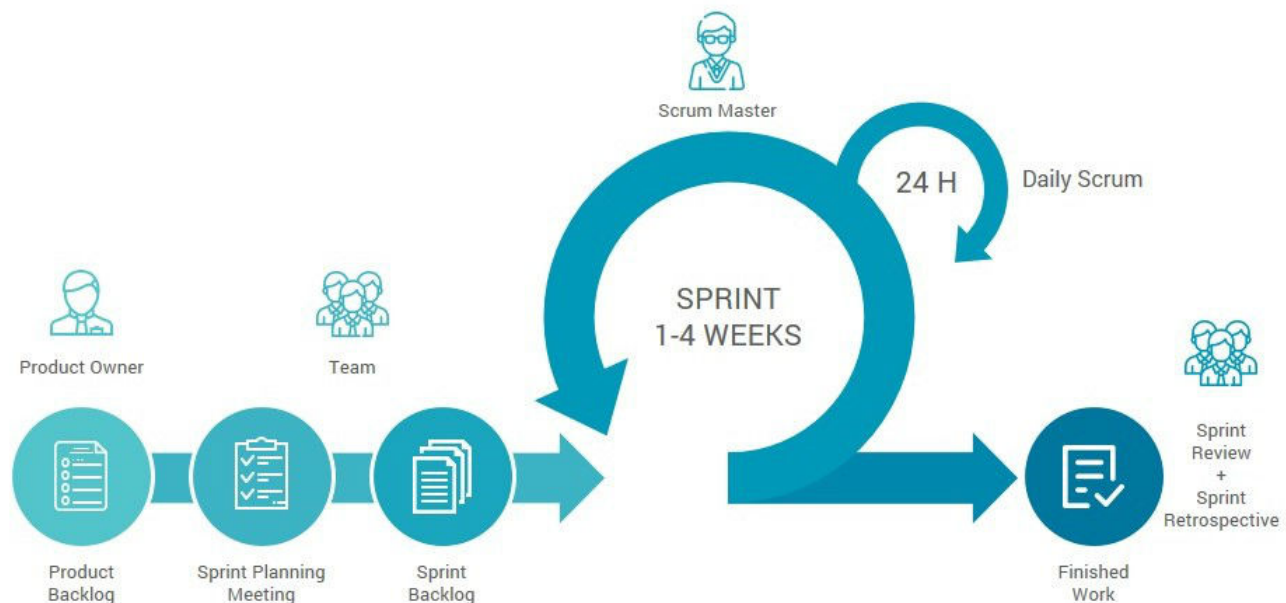 Scrum Master
24 H
Daily Scrum
SPRINT
1-4 WEEKS
Product Owner
Team
Product
Backlog
Sprint Planning
Meeting
Sprint
Backlog
Finished
Work
Sprint
Review
+
Sprint
Retrospective